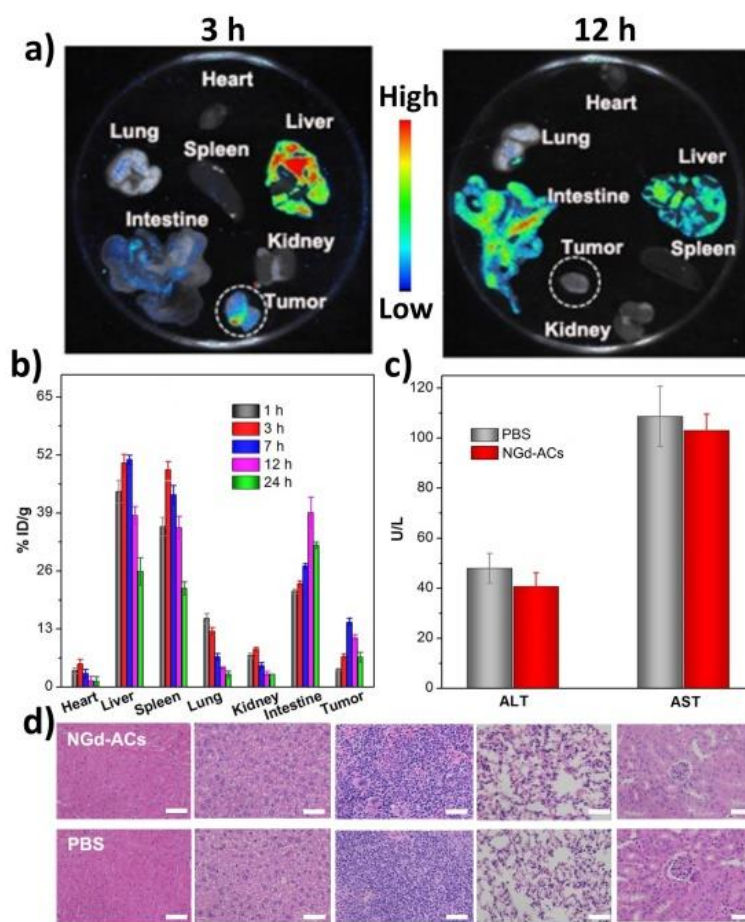 3 h
12 h
a)
Heart
Lung
Spleen
Liver
Intestine
Kidney
Tumor
High
Low
Heart
Lung
Liver
Intestine
Tumor
Spleen
Kidney
b)
65
52
39
26
13
0
% ID/g
1 h
3 h
7 h
12 h
24 h
Heart
Liver
Spleen
Lung
Kidney
Intestine
Tumor
c)
120
100
80
60
40
20
0
U/L
PBS
NGd-ACs
ALT
AST
d)
NGd-ACs
PBS